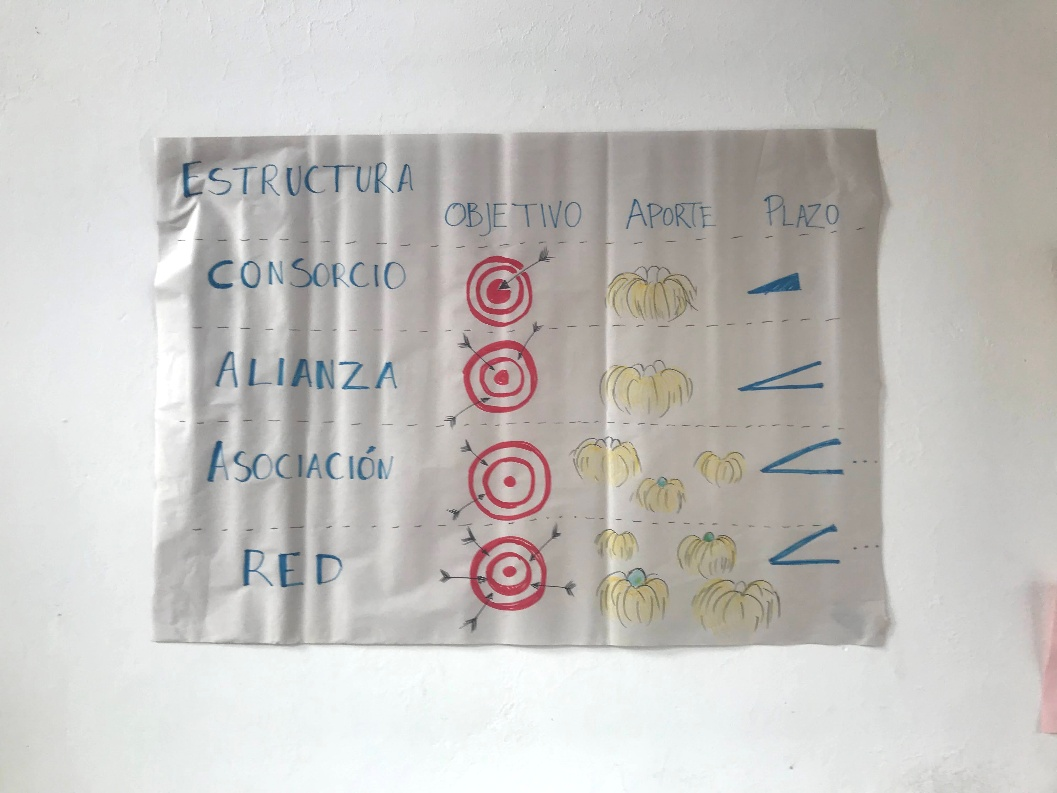 ESTRUCTURA
OBJETIVO APORTE PLAZO
CONSORCIO
ALIANZA
ASOCIACIÓN
...
RED
...